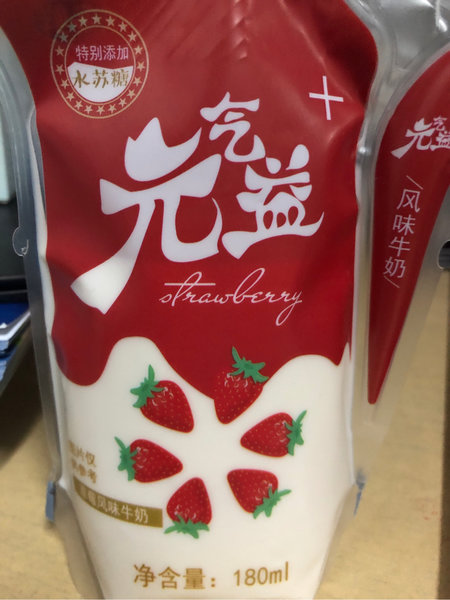 特别添加
水苏糖
元气益
strawberry
元气益
风味牛奶
图片仅
供参考
草莓风味牛奶
净含量：180ml